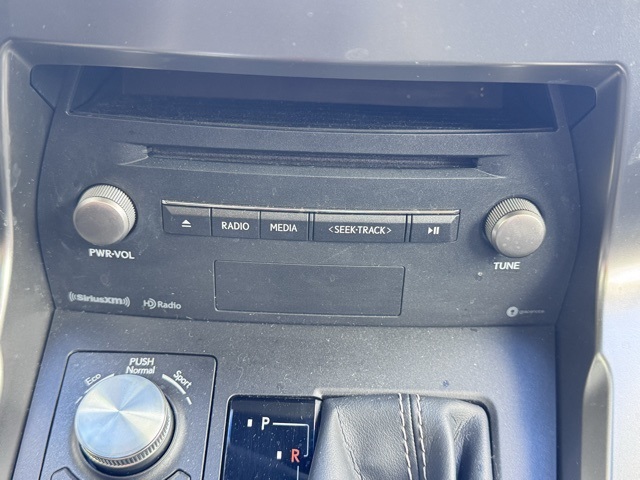 RADIO MEDIA <SEEK·TRACK>
PWR·VOL
TUNE
((SiriusXM)) HD Radio
PUSH
Normal
Eco
Sport
P
R